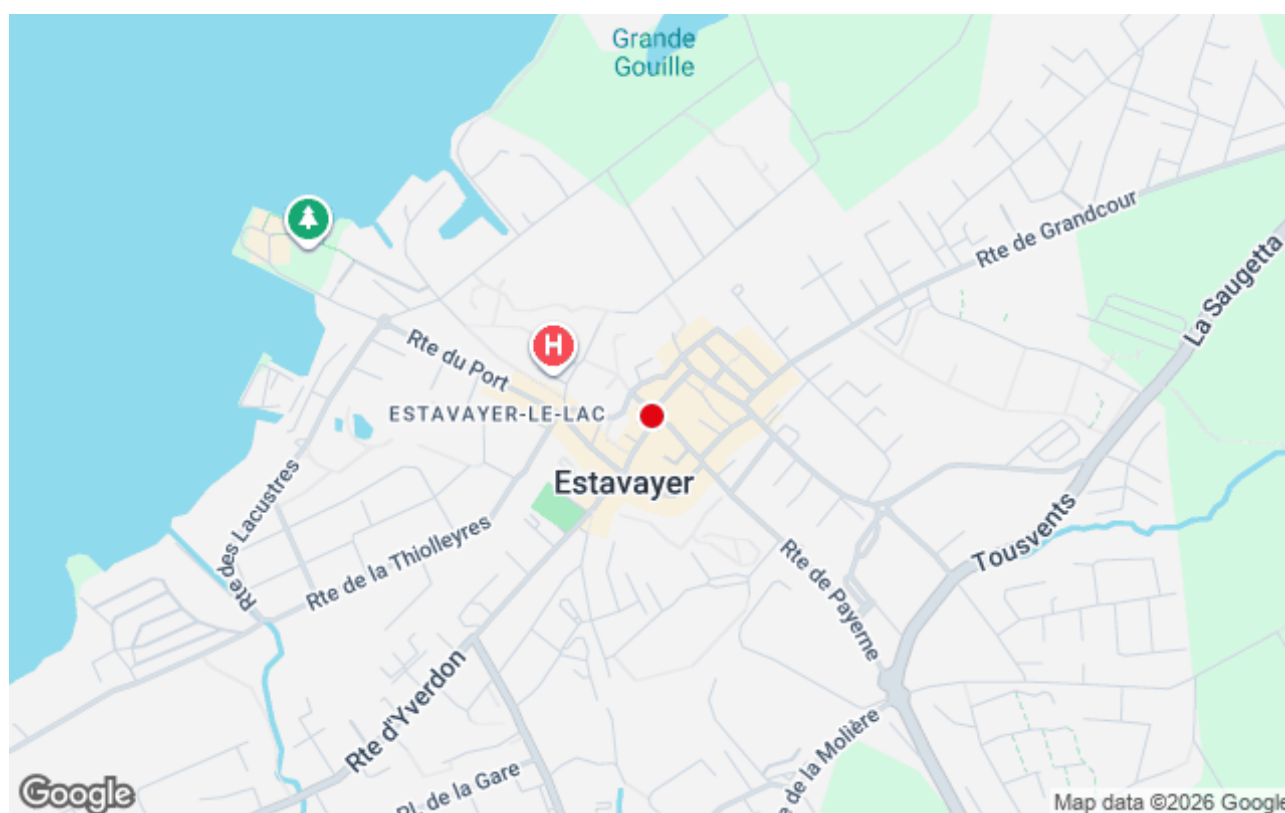 Grande
Gouille
Rte de Grandcour
La Saugetta
H
Rte du Port
ESTAVAYER-LE-LAC
Estavayer
Rte des Lacustres
Rte de la Thiolleyres
Tousvents
Rte de Payerne
Rte d'Yverdon
Pl. de la Gare
de la Molière
Google
Map data ©2026 Google